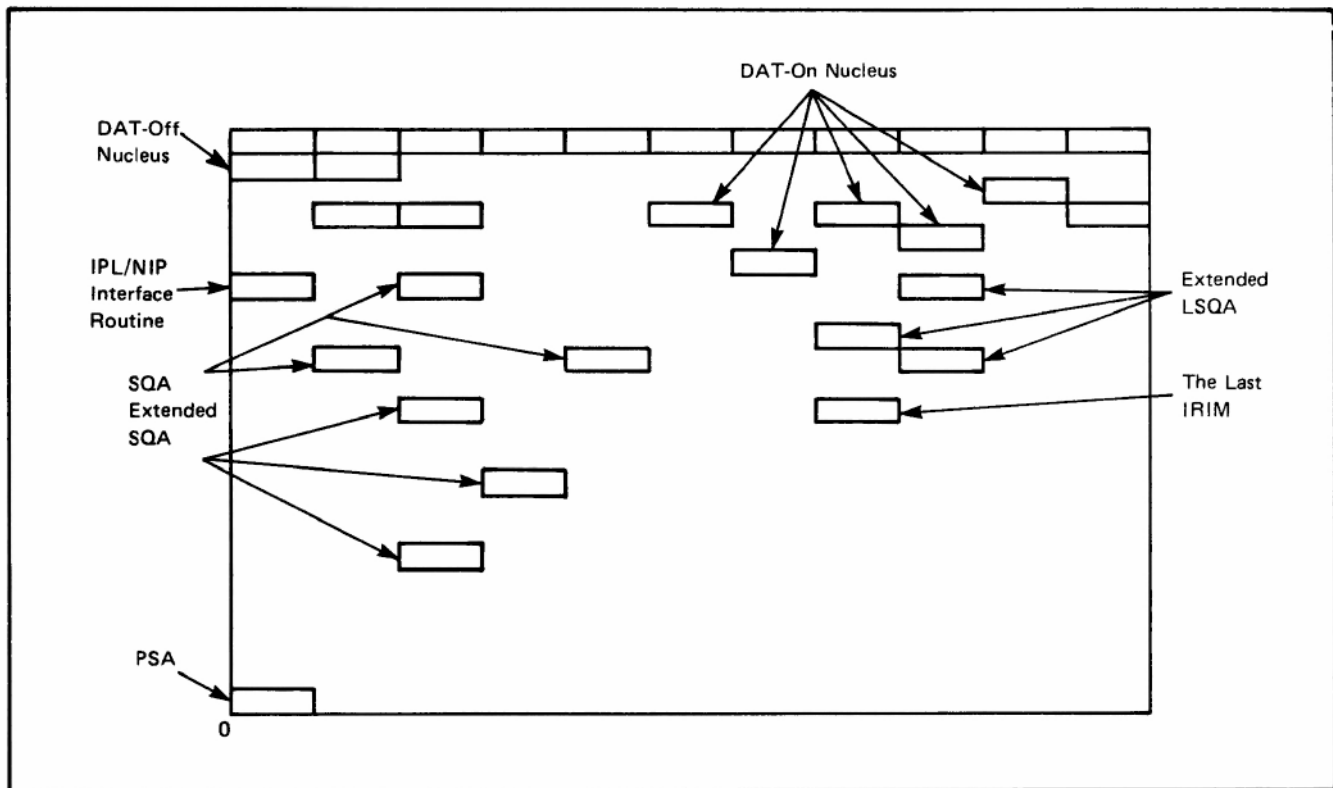 DAT-On Nucleus
DAT-Off
Nucleus
IPL/NIP
Interface
Routine
Extended
LSQA
SQA
Extended
SQA
The Last
IRIM
PSA
0